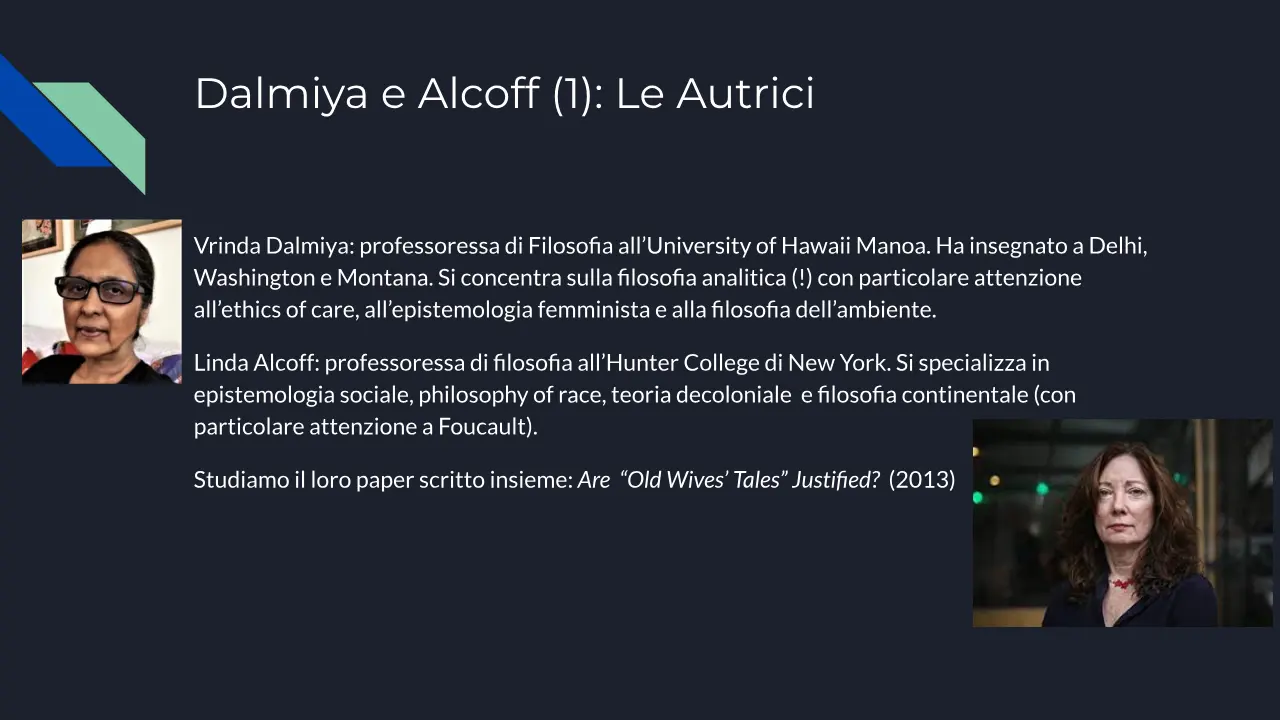 Dalmiya e Alcoff (1): Le Autrici
Vrinda Dalmiya: professoressa di Filosofia all’University of Hawaii Manoa. Ha insegnato a Delhi,
Washington e Montana. Si concentra sulla filosofia analitica (!) con particolare attenzione
all’ethics of care, all’epistemologia femminista e alla filosofia dell’ambiente.
Linda Alcoff: professoressa di filosofia all’Hunter College di New York. Si specializza in
epistemologia sociale, philosophy of race, teoria decoloniale  e filosofia continentale (con
particolare attenzione a Foucault).
Studiamo il loro paper scritto insieme: Are  “Old Wives’ Tales” Justified?  (2013)